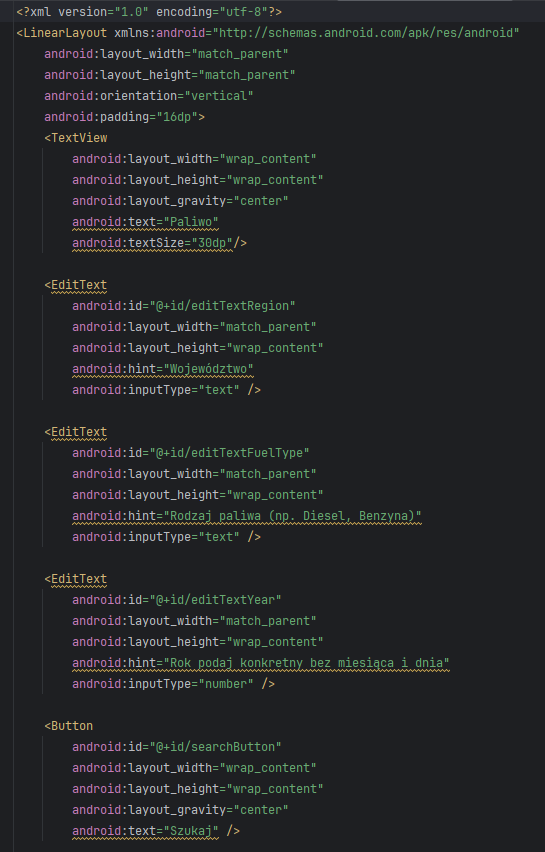 <?xml version="1.0" encoding="utf-8"?>
<LinearLayout xmlns:android="http://schemas.android.com/apk/res/android"
    android:layout_width="match_parent"
    android:layout_height="match_parent"
    android:orientation="vertical"
    android:padding="16dp">
    <TextView
        android:layout_width="wrap_content"
        android:layout_height="wrap_content"
        android:layout_gravity="center"
        android:text="Paliwo"
        android:textSize="30dp"/>

    <EditText
        android:id="@+id/editTextRegion"
        android:layout_width="match_parent"
        android:layout_height="wrap_content"
        android:hint="Województwo"
        android:inputType="text" />

    <EditText
        android:id="@+id/editTextFuelType"
        android:layout_width="match_parent"
        android:layout_height="wrap_content"
        android:hint="Rodzaj paliwa (np. Diesel, Benzyna)"
        android:inputType="text" />

    <EditText
        android:id="@+id/editTextYear"
        android:layout_width="match_parent"
        android:layout_height="wrap_content"
        android:hint="Rok podaj konkretny bez miesiąca i dnia"
        android:inputType="number" />

    <Button
        android:id="@+id/searchButton"
        android:layout_width="wrap_content"
        android:layout_height="wrap_content"
        android:layout_gravity="center"
        android:text="Szukaj" />